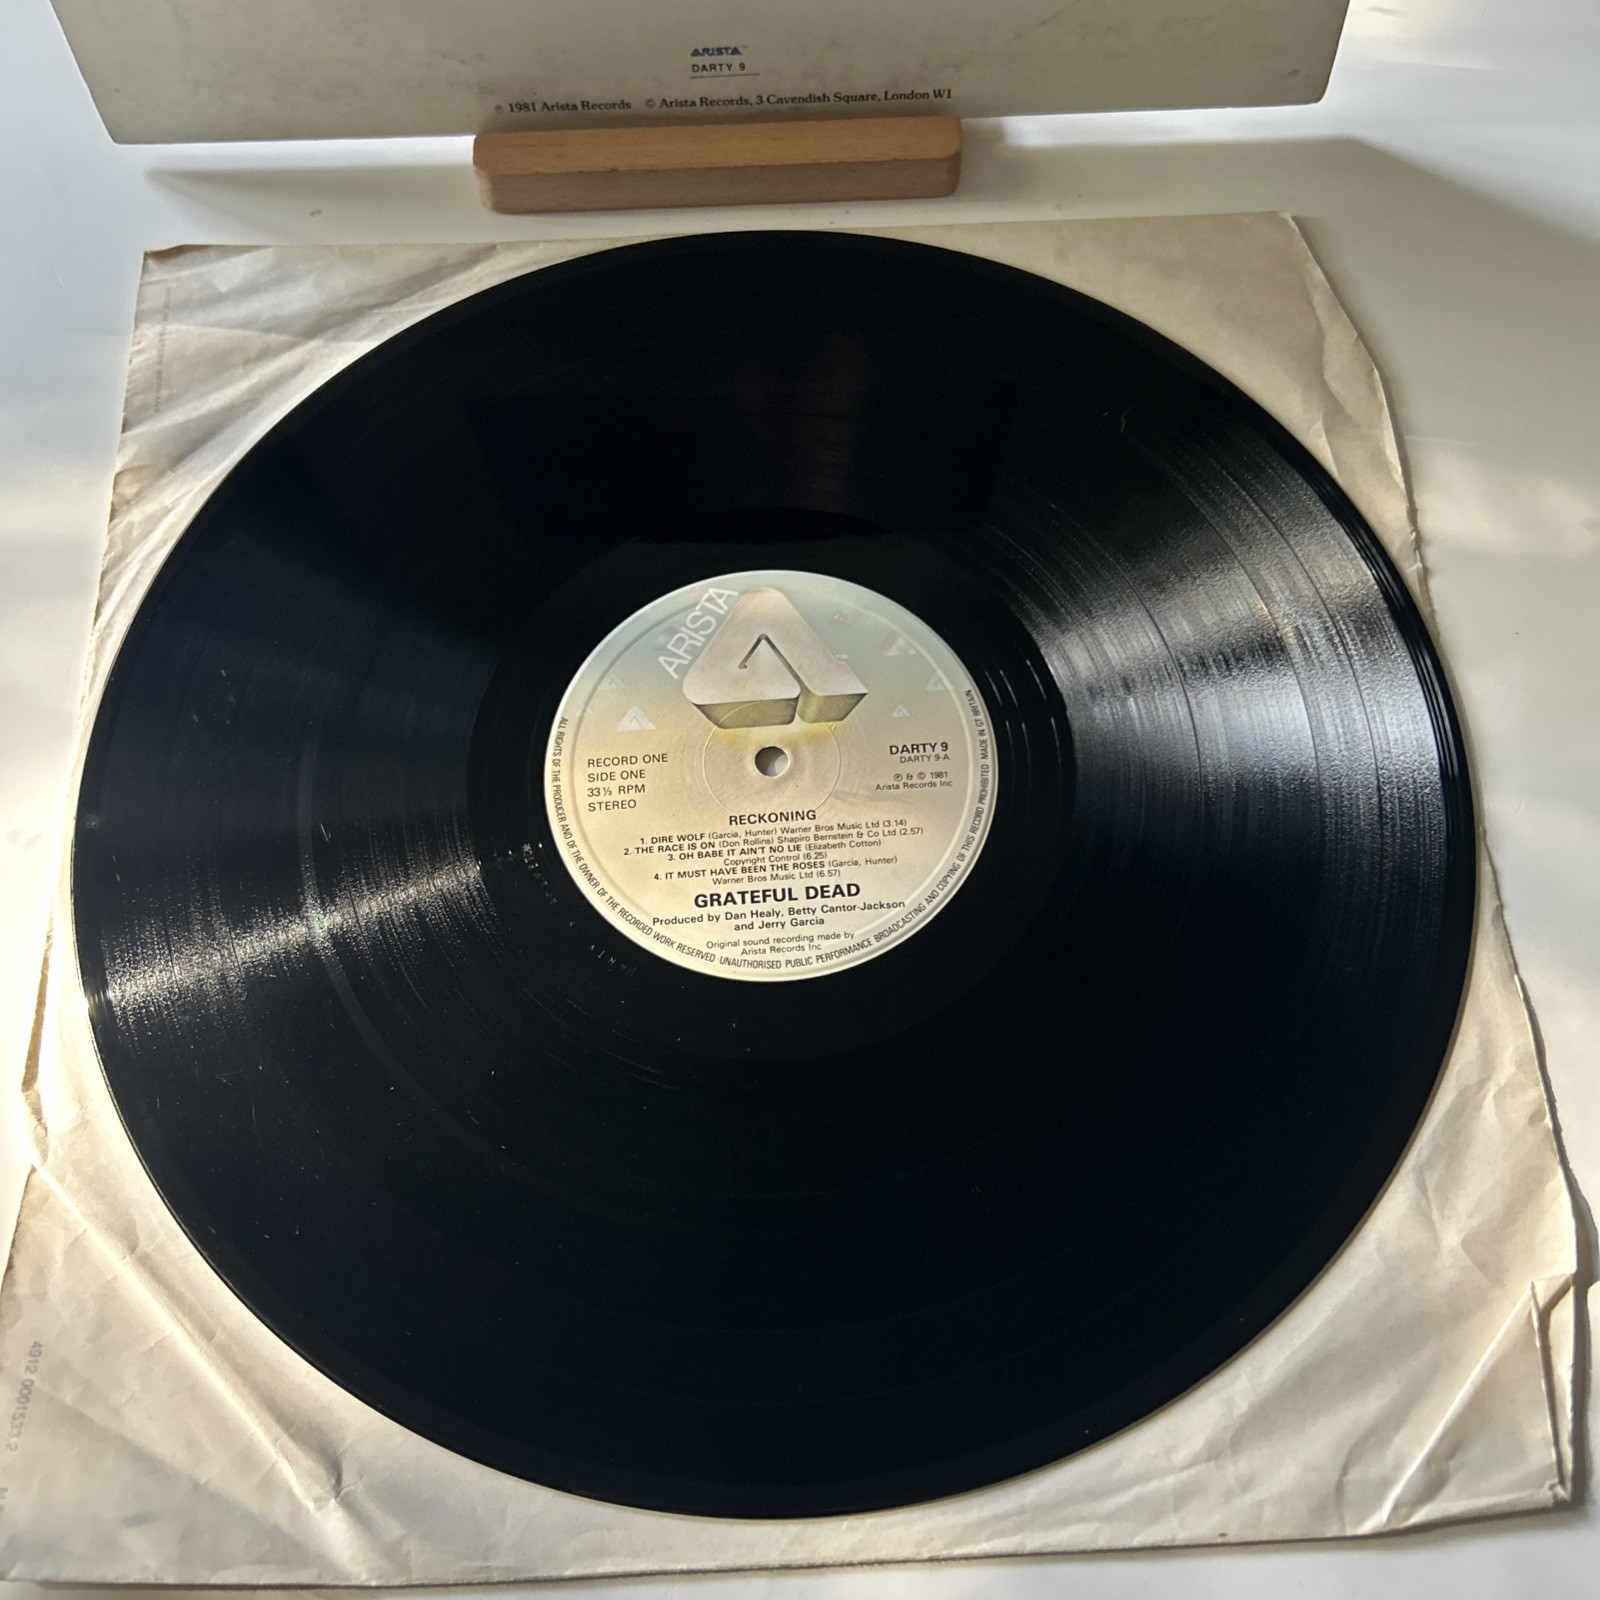 ARISTA
DARTY 9
℗ 1981 Arista Records © Arista Records, 3 Cavendish Square, London W1
ARISTA
RECORD ONE
SIDE ONE
33⅓ RPM
STEREO
DARTY 9
DARTY 9-A
℗ & © 1981
Arista Records Inc
RECKONING
1. DIRE WOLF (Garcia, Hunter) Warner Bros Music Ltd (3.14)
2. THE RACE IS ON (Don Rollins) Shapiro Bernstein & Co Ltd (2.57)
3. OH BABE IT AIN'T NO LIE (Elizabeth Cotton)
Copyright Control (6.25)
4. IT MUST HAVE BEEN THE ROSES (Garcia, Hunter)
Warner Bros Music Ltd (6.57)
GRATEFUL DEAD
Produced by Dan Healy, Betty Cantor-Jackson
and Jerry Garcia
Original sound recording made by
Arista Records Inc
ALL RIGHTS OF THE PRODUCER AND OF THE OWNER OF THE RECORDED WORK RESERVED · UNAUTHORISED PUBLIC PERFORMANCE BROADCASTING AND COPYING OF THIS RECORD PROHIBITED MADE IN GT BRITAIN
4912 0001533.2